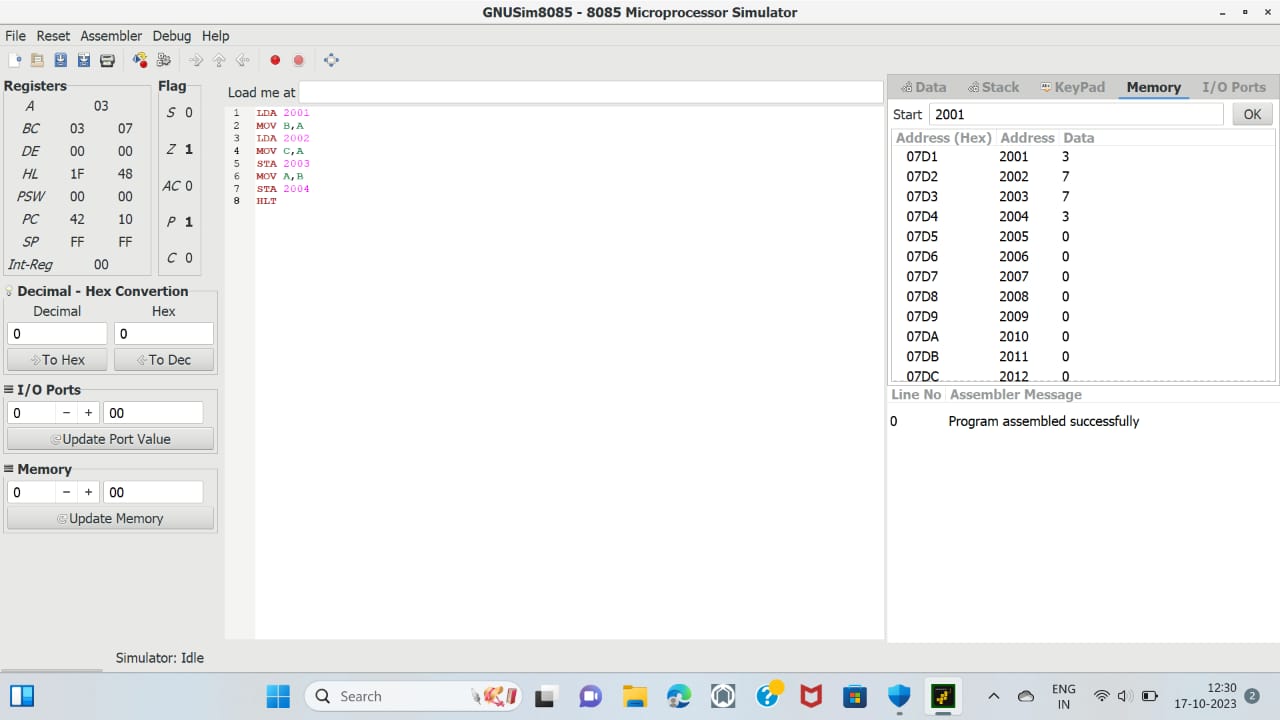 GNUSim8085 - 8085 Microprocessor Simulator
File Reset Assembler Debug Help
Registers
A 03
BC 03 07
DE 00 00
HL 1F 48
PSW 00 00
PC 42 10
SP FF FF
Int-Reg 00
Flag
S 0
Z 1
AC 0
P 1
C 0
Decimal - Hex Convertion
Decimal Hex
0 0
To Hex To Dec
I/O Ports
0 − + 00
Update Port Value
Memory
0 − + 00
Update Memory
Simulator: Idle
Load me at
1 LDA 2001
2 MOV B,A
3 LDA 2002
4 MOV C,A
5 STA 2003
6 MOV A,B
7 STA 2004
8 HLT
Data Stack KeyPad Memory I/O Ports
Start 2001 OK
Address (Hex) Address Data
07D1 2001 3
07D2 2002 7
07D3 2003 7
07D4 2004 3
07D5 2005 0
07D6 2006 0
07D7 2007 0
07D8 2008 0
07D9 2009 0
07DA 2010 0
07DB 2011 0
07DC 2012 0
Line No Assembler Message
0 Program assembled successfully
Search
ENG
IN
12:30
17-10-2023
2